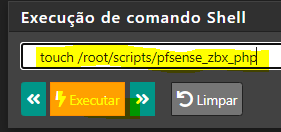 Execução de comando Shell
touch /root/scripts/pfsense_zbx_php
Executar Limpar